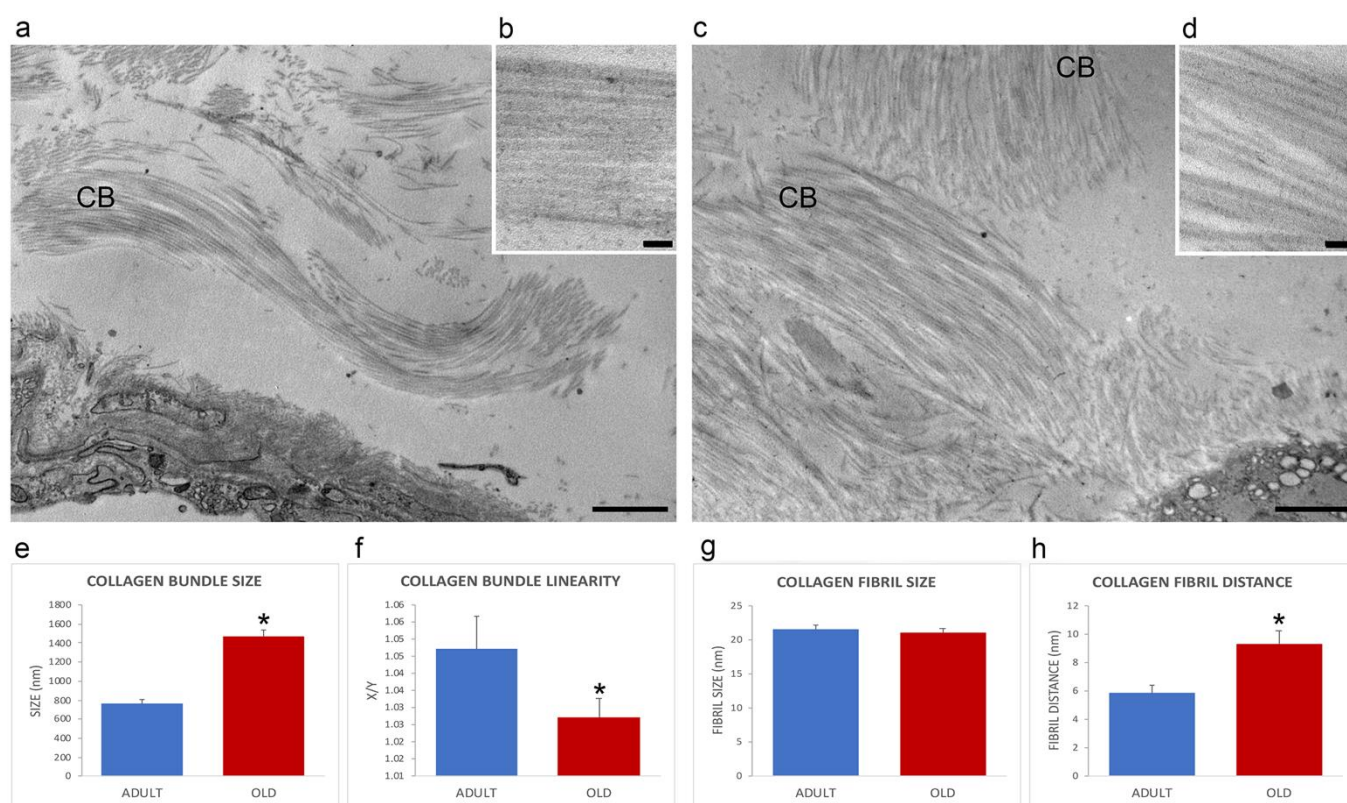 a
b
c
d
CB
CB
CB
e
f
g
h
COLLAGEN BUNDLE SIZE
SIZE (nm)
1800
1600
1400
1200
1000
800
600
400
200
0
*
ADULT
OLD
COLLAGEN BUNDLE LINEARITY
X/Y
1.06
1.06
1.05
1.05
1.04
1.04
1.03
1.03
1.02
1.02
1.01
*
ADULT
OLD
COLLAGEN FIBRIL SIZE
FIBRIL SIZE (nm)
25
20
15
10
5
0
ADULT
OLD
COLLAGEN FIBRIL DISTANCE
FIBRIL DISTANCE (nm)
12
10
8
6
4
2
0
*
ADULT
OLD